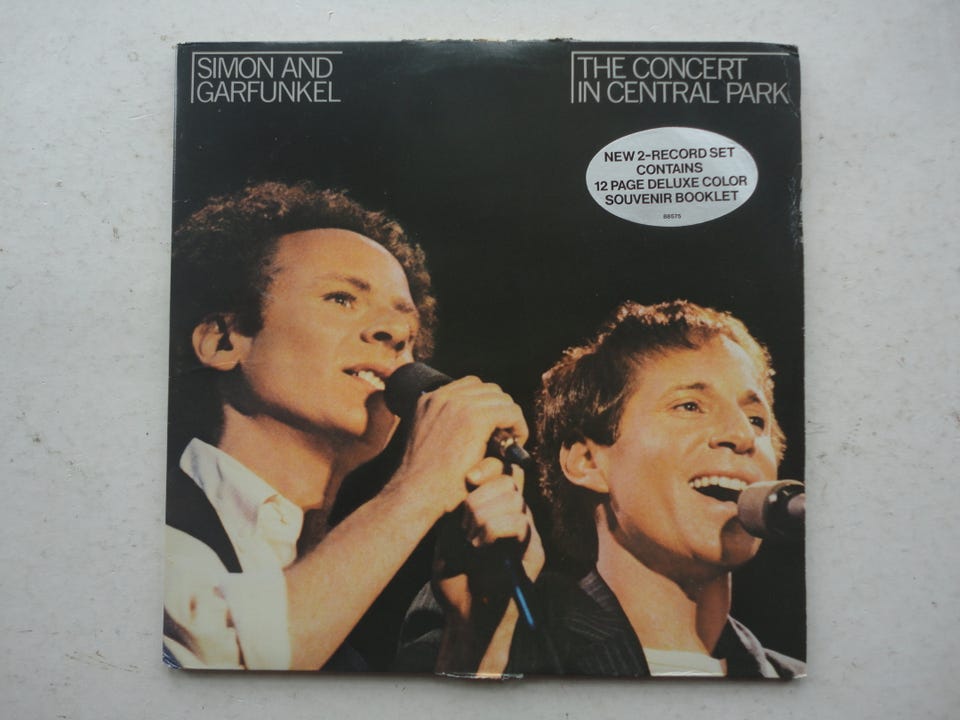 SIMON AND
GARFUNKEL
THE CONCERT
IN CENTRAL PARK
NEW 2-RECORD SET
CONTAINS
12 PAGE DELUXE COLOR
SOUVENIR BOOKLET
88575